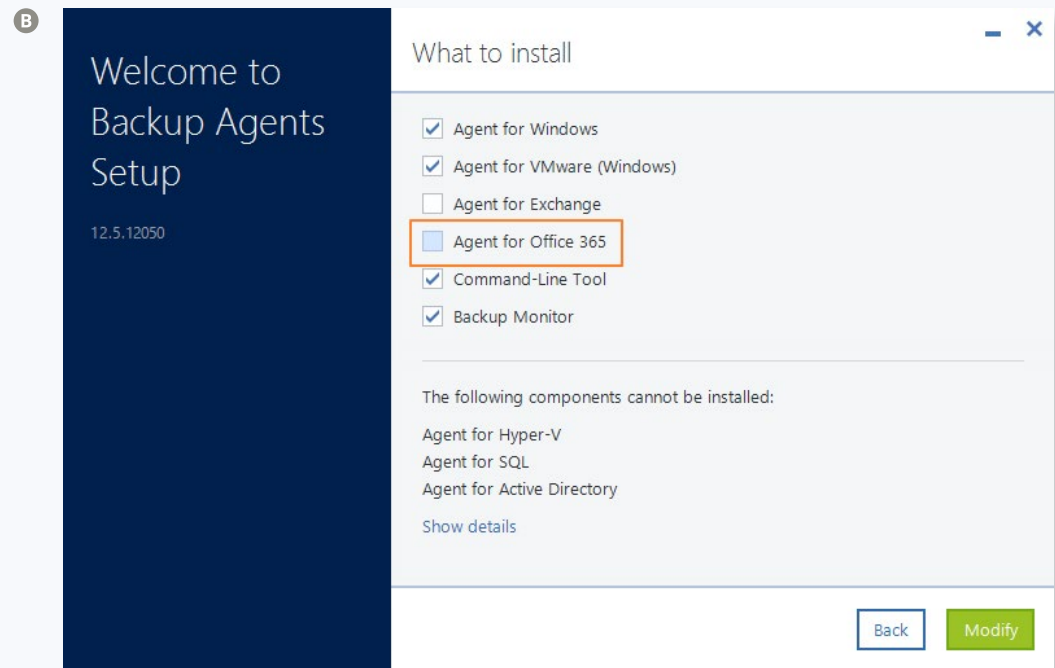 B
Welcome to
Backup Agents
Setup
12.5.12050
What to install
Agent for Windows
Agent for VMware (Windows)
Agent for Exchange
Agent for Office 365
Command-Line Tool
Backup Monitor
The following components cannot be installed:
Agent for Hyper-V
Agent for SQL
Agent for Active Directory
Show details
Back
Modify